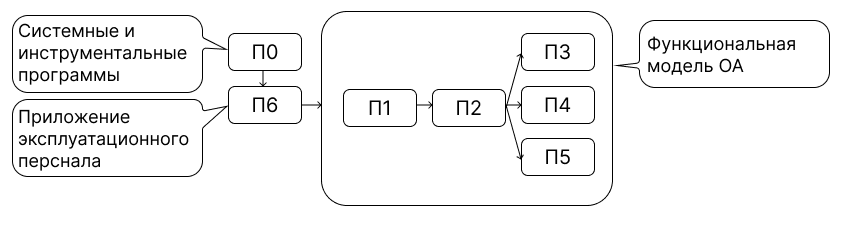 Системные и
инструментальные
программы
Приложение
эксплуатационного
перснала
П0
П6
П1
П2
П3
П4
П5
Функциональная
модель ОА